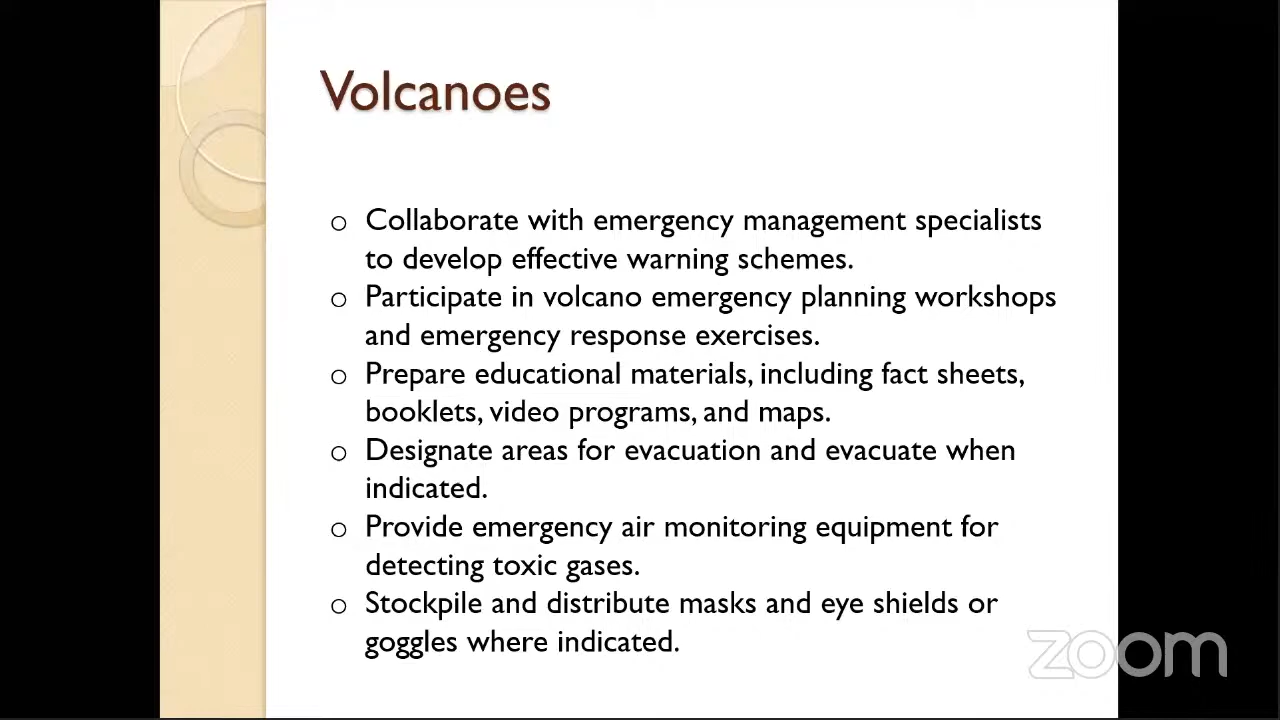 Volcanoes
o Collaborate with emergency management specialists
to develop effective warning schemes.
o Participate in volcano emergency planning workshops
and emergency response exercises.
o Prepare educational materials, including fact sheets,
booklets, video programs, and maps.
o Designate areas for evacuation and evacuate when
indicated.
o Provide emergency air monitoring equipment for
detecting toxic gases.
o Stockpile and distribute masks and eye shields or
goggles where indicated.
zoom